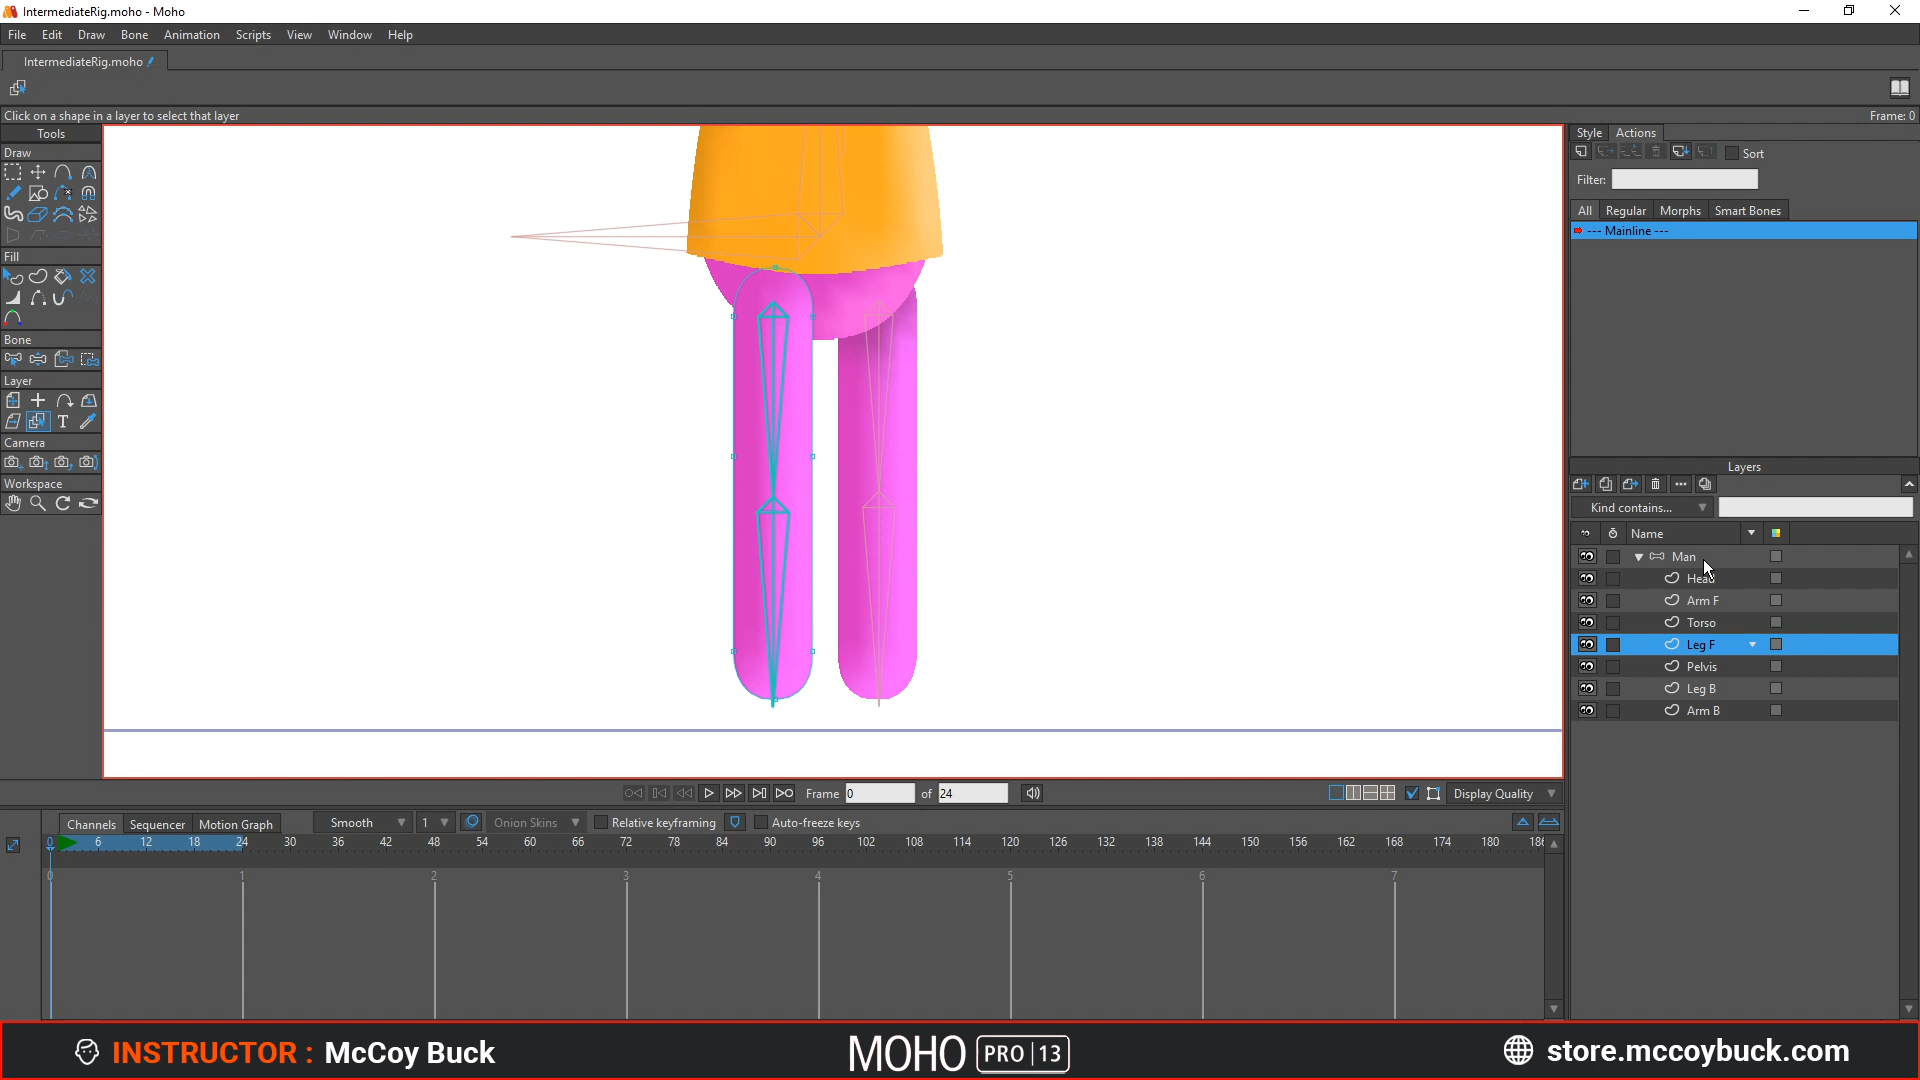 IntermediateRig.moho - Moho
File Edit Draw Bone Animation Scripts View Window Help
IntermediateRig.moho
Click on a shape in a layer to select that layer
Frame: 0
Tools
Draw
Fill
Bone
Layer
T
Camera
Workspace
Style Actions
Sort
Filter:
All Regular Morphs Smart Bones
--- Mainline ---
Layers
Kind contains...
Name
Man
Head
Arm F
Torso
Leg F
Pelvis
Leg B
Arm B
Frame 0 of 24
Display Quality
Channels Sequencer Motion Graph Smooth 1 Onion Skins Relative keyframing Auto-freeze keys
0 6 12 18 24 30 36 42 48 54 60 66 72 78 84 90 96 102 108 114 120 126 132 138 144 150 156 162 168 174 180
0 1 2 3 4 5 6 7
INSTRUCTOR : McCoy Buck
MOHO PRO 13
store.mccoybuck.com